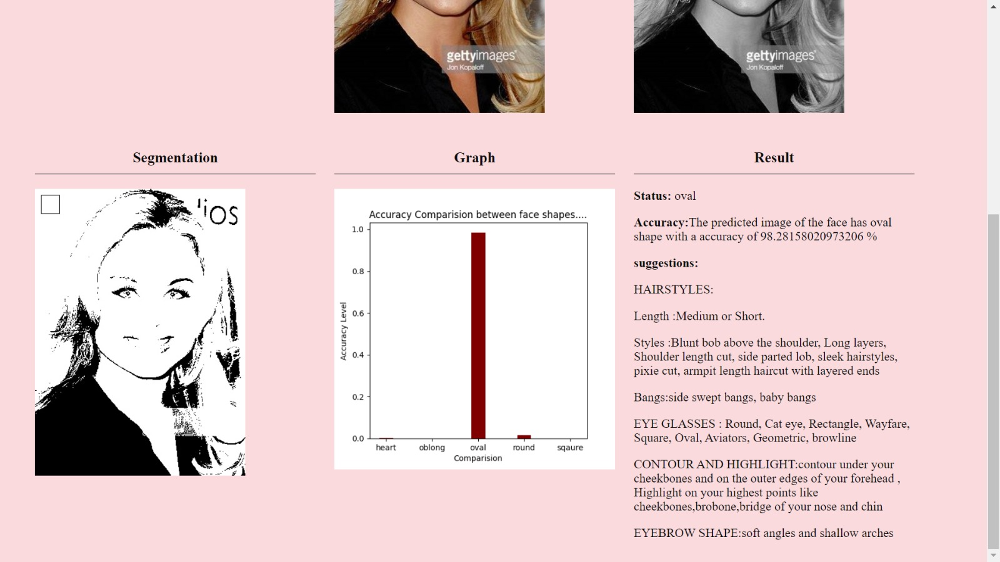 gettyimages®
Jon Kopaloff
gettyimages®
Jon Kopaloff
Segmentation
Graph
Result
ios
Accuracy Comparision between face shapes....
1.0
0.8
0.6
0.4
0.2
0.0
Accuracy Level
heart oblong oval round sqaure
Comparision
Status: oval
Accuracy:The predicted image of the face has oval
shape with a accuracy of 98.28158020973206 %
suggestions:
HAIRSTYLES:
Length :Medium or Short.
Styles :Blunt bob above the shoulder, Long layers,
Shoulder length cut, side parted lob, sleek hairstyles,
pixie cut, armpit length haircut with layered ends
Bangs:side swept bangs, baby bangs
EYE GLASSES : Round, Cat eye, Rectangle, Wayfare,
Square, Oval, Aviators, Geometric, browline
CONTOUR AND HIGHLIGHT:contour under your
cheekbones and on the outer edges of your forehead ,
Highlight on your highest points like
cheekbones,brobone,bridge of your nose and chin
EYEBROW SHAPE:soft angles and shallow arches